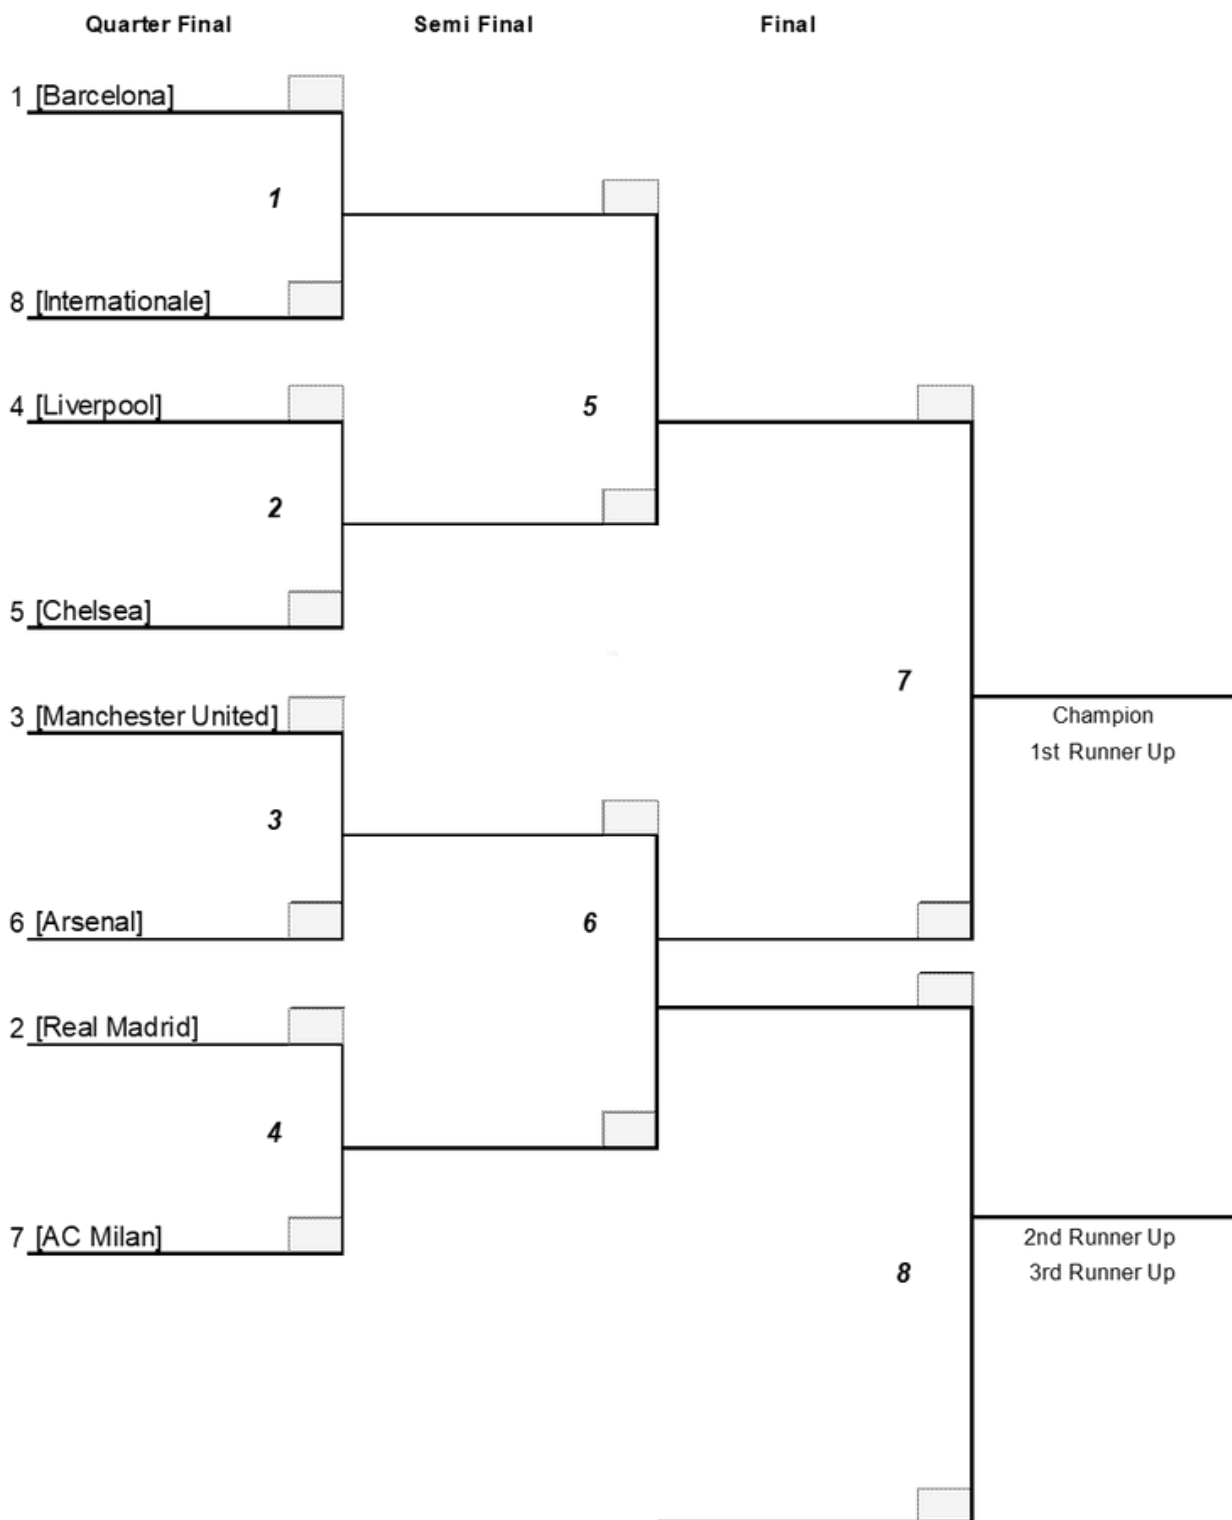 Quarter Final Semi Final Final
1 [Barcelona]
1
8 [Internationale]
4 [Liverpool]
5
2
5 [Chelsea]
7
3 [Manchester United]
Champion
1st Runner Up
3
6 [Arsenal]
6
2 [Real Madrid]
4
7 [AC Milan]
2nd Runner Up
8
3rd Runner Up